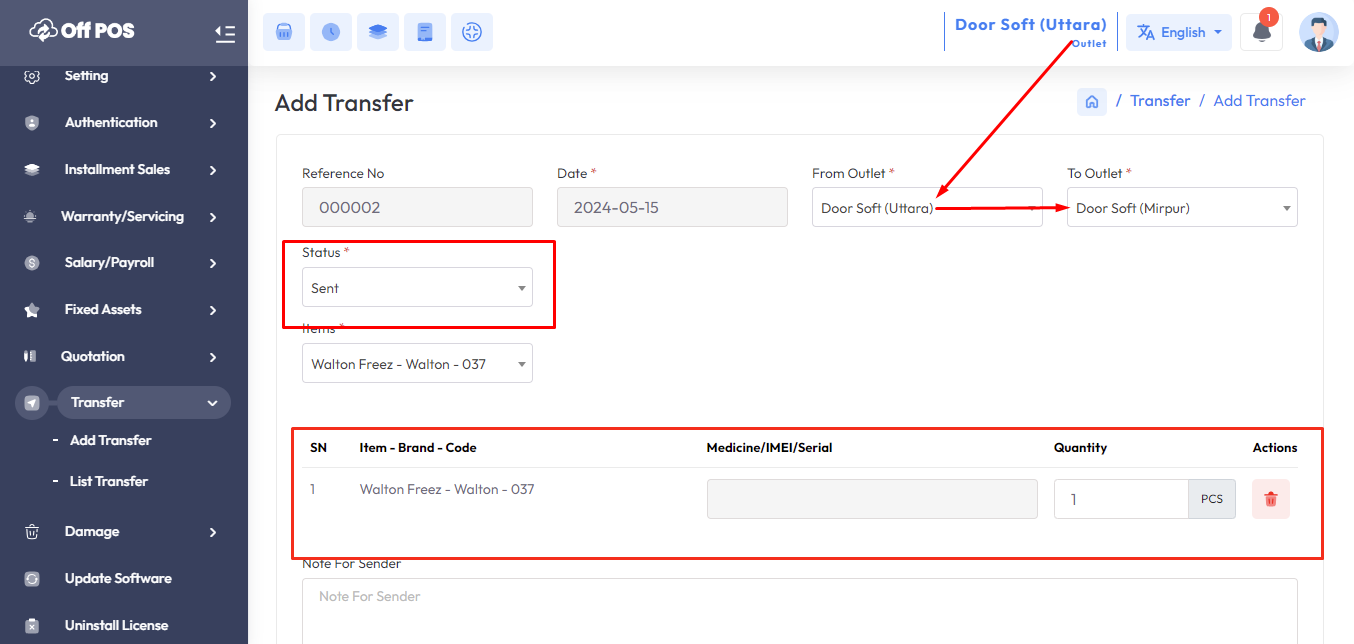 Off POS
Door Soft (Uttara)
Outlet
English
1
Setting
Authentication
Installment Sales
Warranty/Servicing
Salary/Payroll
Fixed Assets
Quotation
Transfer
- Add Transfer
- List Transfer
Damage
Update Software
Uninstall License
Add Transfer
/ Transfer / Add Transfer
Reference No Date * From Outlet * To Outlet *
000002 2024-05-15 Door Soft (Uttara) Door Soft (Mirpur)
Status *
Sent
Items *
Walton Freez - Walton - 037
SN Item - Brand - Code Medicine/IMEI/Serial Quantity Actions
1 Walton Freez - Walton - 037 1 PCS
Note For Sender
Note For Sender